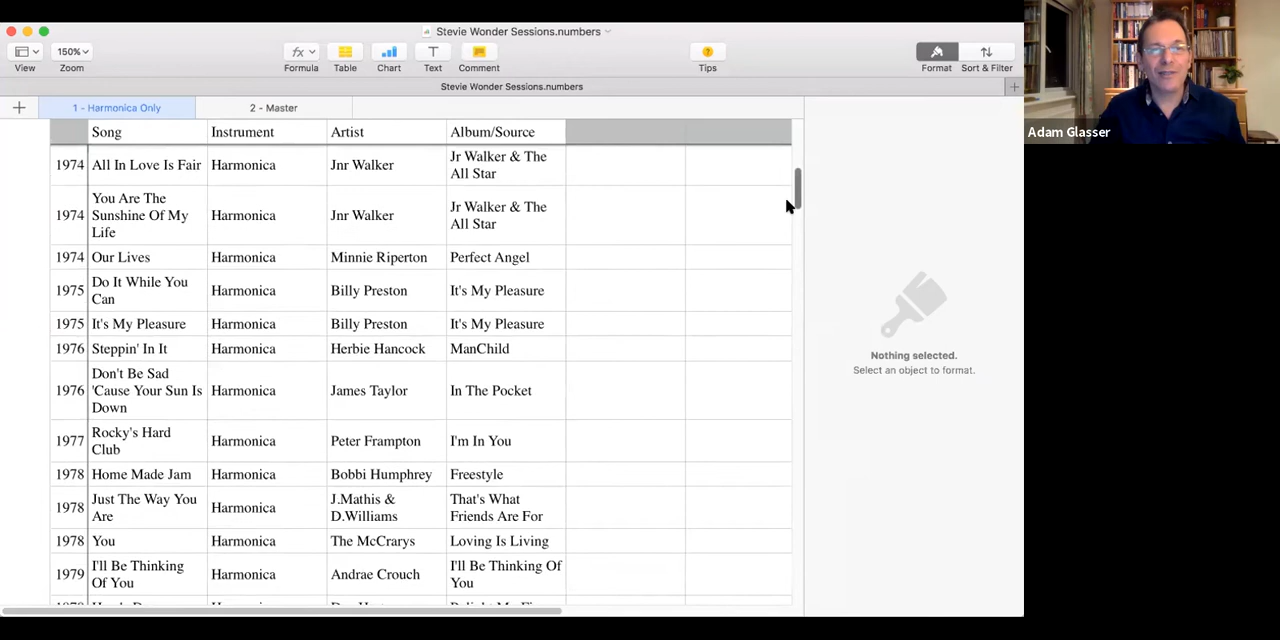 Stevie Wonder Sessions.numbers
150%
View
Zoom
fx
Formula
Table
Chart
T
Text
Comment
Tips
Format
Sort & Filter
Stevie Wonder Sessions.numbers
1 - Harmonica Only
2 - Master
Song Instrument Artist Album/Source
1974 All In Love Is Fair Harmonica Jnr Walker Jr Walker & The
All Star
You Are The
1974 Sunshine Of My Harmonica Jnr Walker Jr Walker & The
Life All Star
1974 Our Lives Harmonica Minnie Riperton Perfect Angel
1975 Do It While You Harmonica Billy Preston It's My Pleasure
Can
1975 It's My Pleasure Harmonica Billy Preston It's My Pleasure
1976 Steppin' In It Harmonica Herbie Hancock ManChild
Don't Be Sad
1976 'Cause Your Sun Is Harmonica James Taylor In The Pocket
Down
1977 Rocky's Hard Harmonica Peter Frampton I'm In You
Club
1978 Home Made Jam Harmonica Bobbi Humphrey Freestyle
1978 Just The Way You Harmonica J.Mathis & That's What
Are D.Williams Friends Are For
1978 You Harmonica The McCrarys Loving Is Living
1979 I'll Be Thinking Harmonica Andrae Crouch I'll Be Thinking Of
Of You You
Nothing selected.
Select an object to format.
Adam Glasser